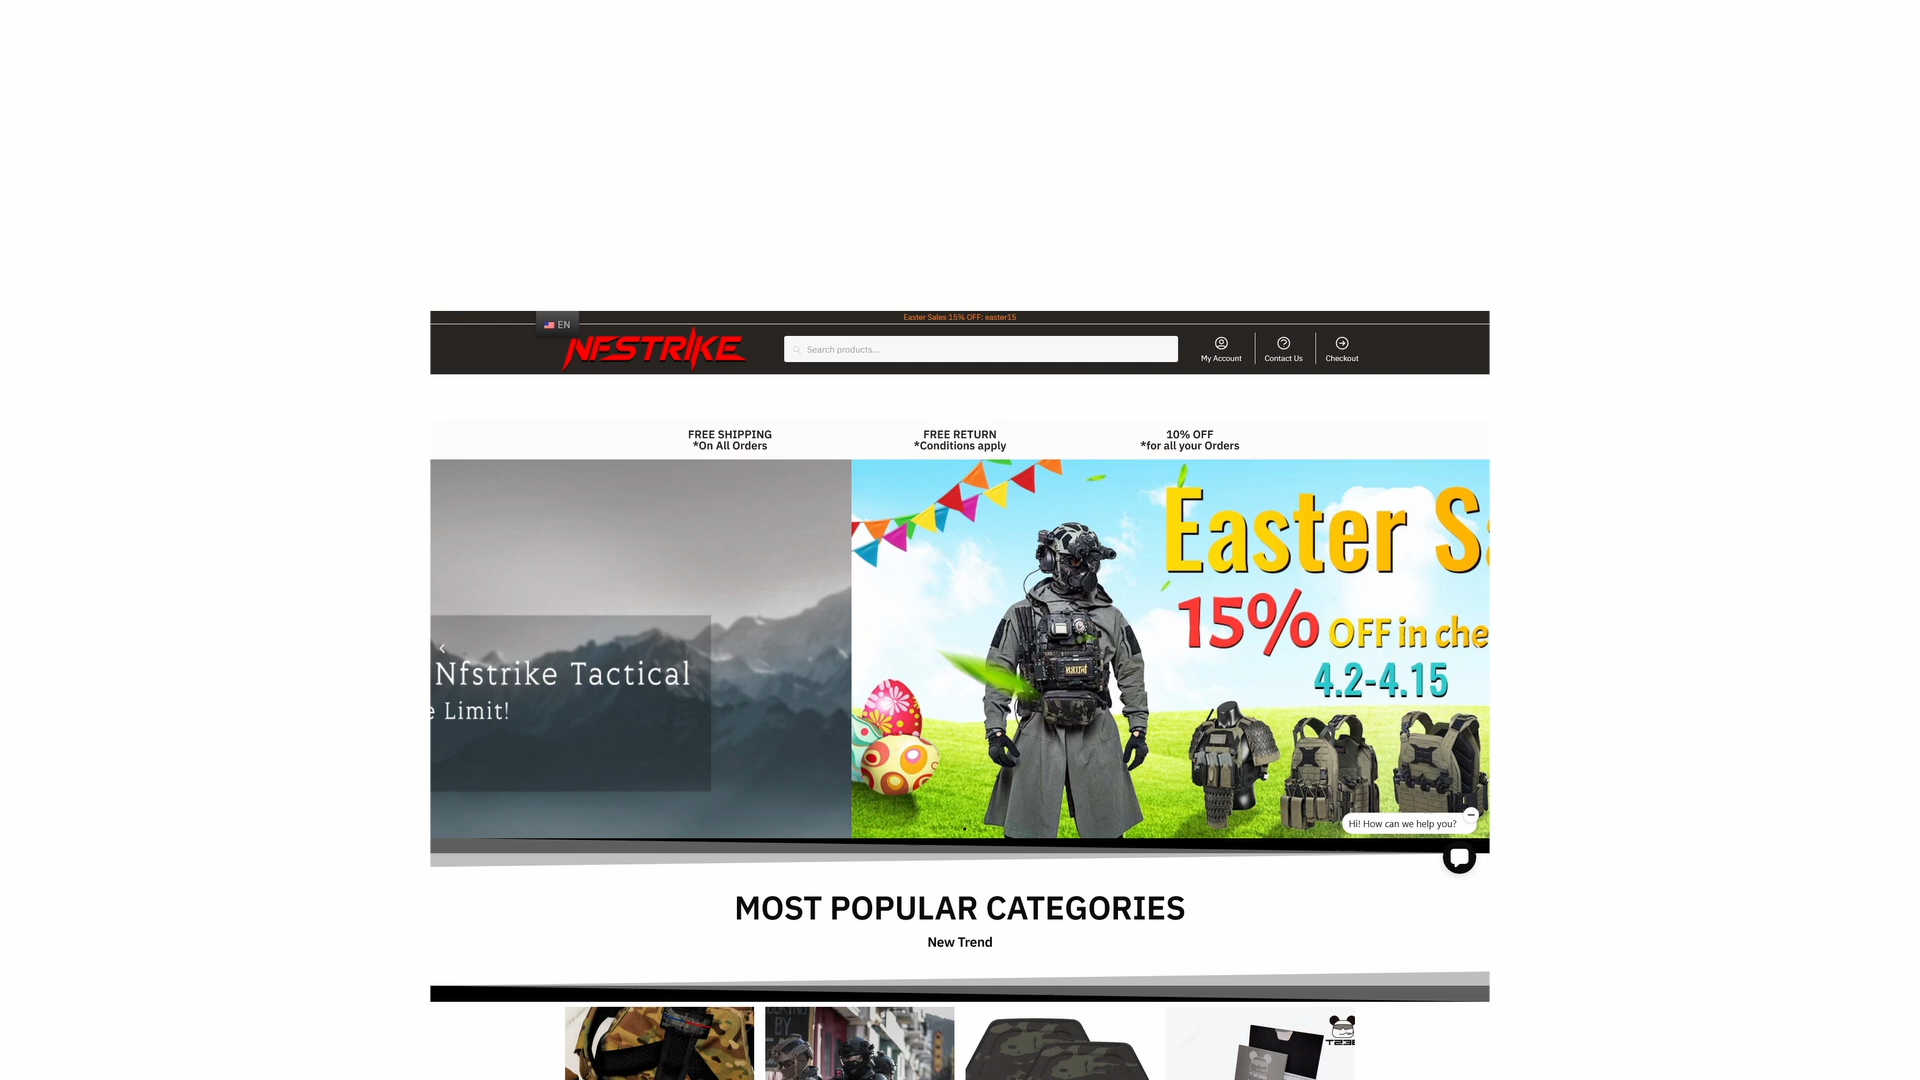 Easter Sales 15% OFF: easter15
EN
NFSTRIKE
Search products...
My Account
Contact Us
Checkout
FREE SHIPPING
*On All Orders
FREE RETURN
*Conditions apply
10% OFF
*for all your Orders
Nfstrike Tactical
Limit!
Easter
15% OFF in
4.2-4.15
Hi! How can we help you?
MOST POPULAR CATEGORIES
New Trend
BY